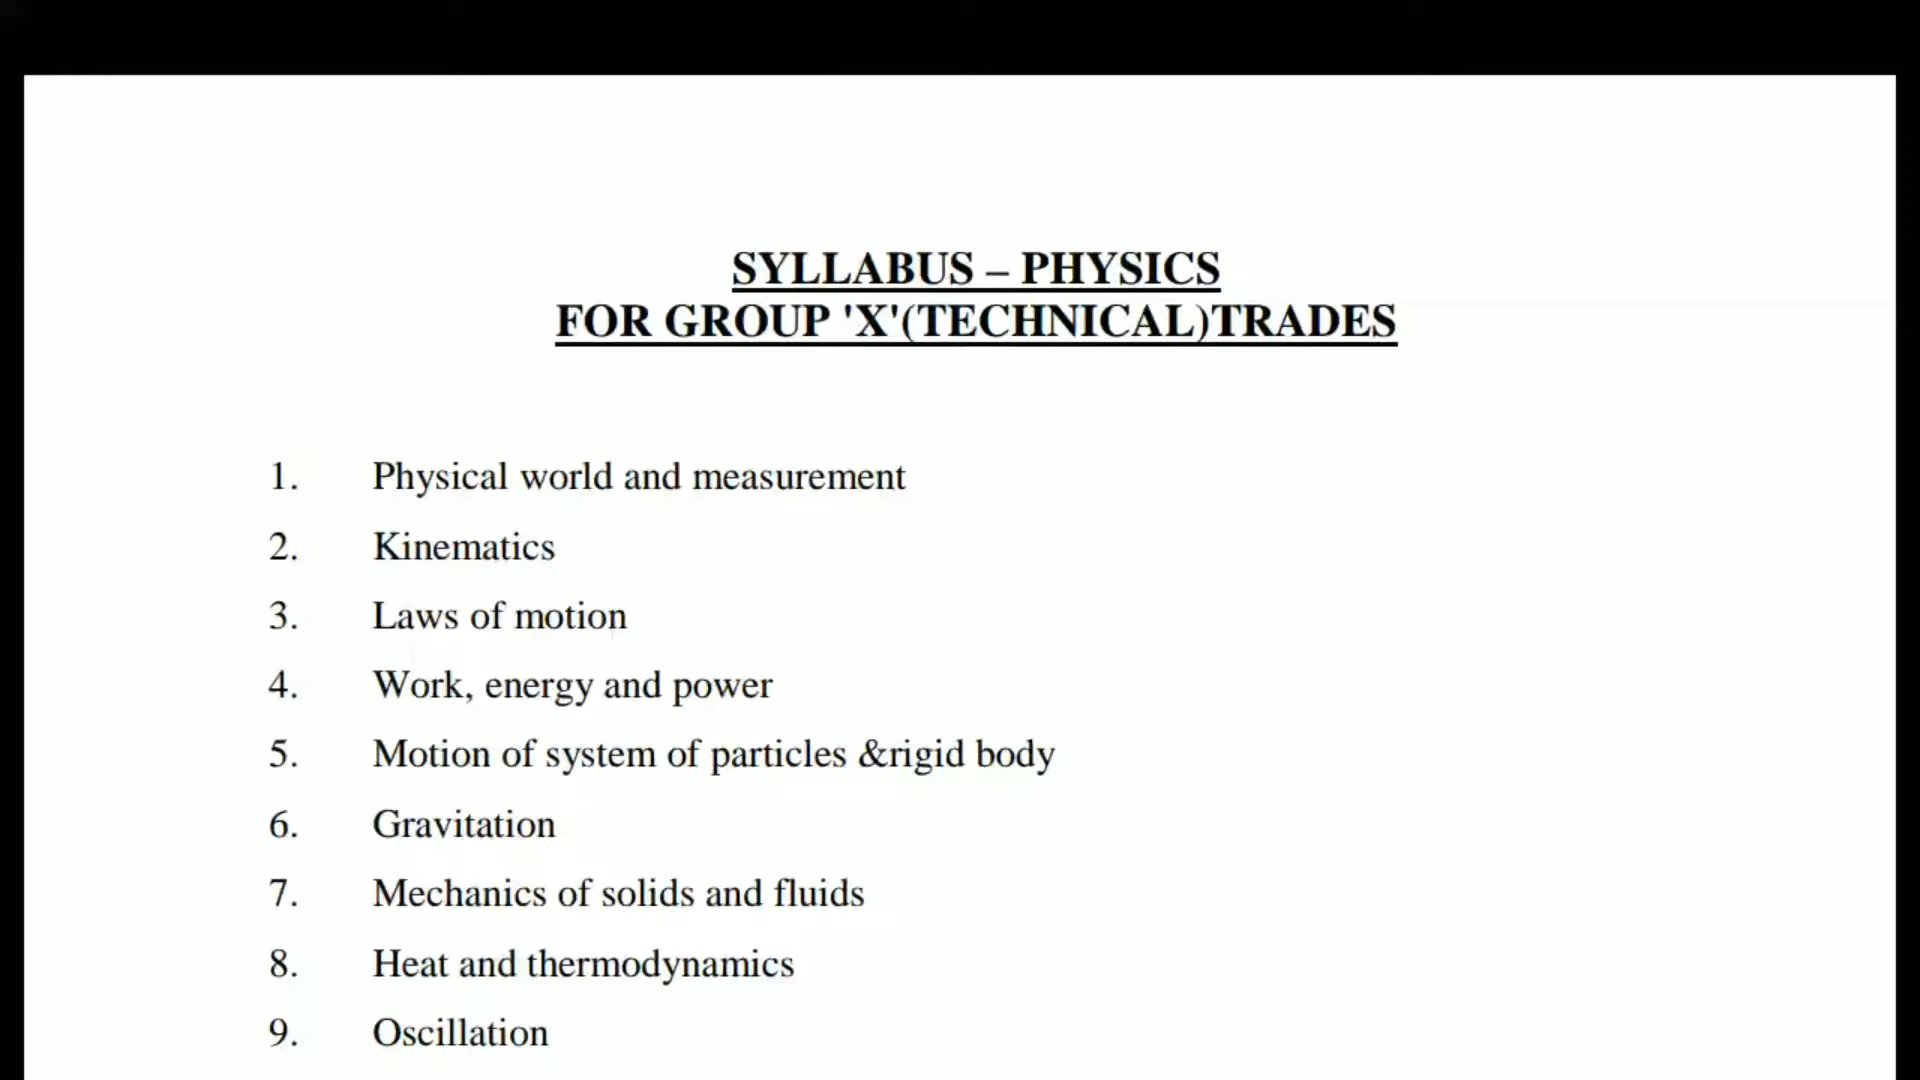 SYLLABUS – PHYSICS
FOR GROUP 'X'(TECHNICAL)TRADES
1. Physical world and measurement
2. Kinematics
3. Laws of motion
4. Work, energy and power
5. Motion of system of particles &rigid body
6. Gravitation
7. Mechanics of solids and fluids
8. Heat and thermodynamics
9. Oscillation